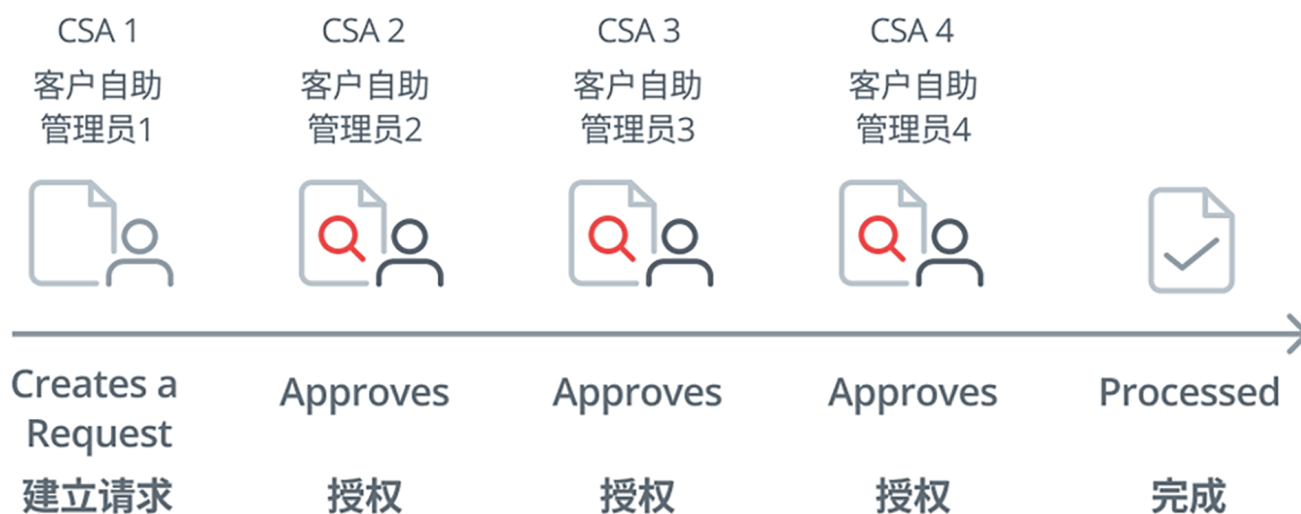 CSA 1
客户自助
管理员1
CSA 2
客户自助
管理员2
CSA 3
客户自助
管理员3
CSA 4
客户自助
管理员4
Creates a
Request
建立请求
Approves
授权
Approves
授权
Approves
授权
Processed
完成